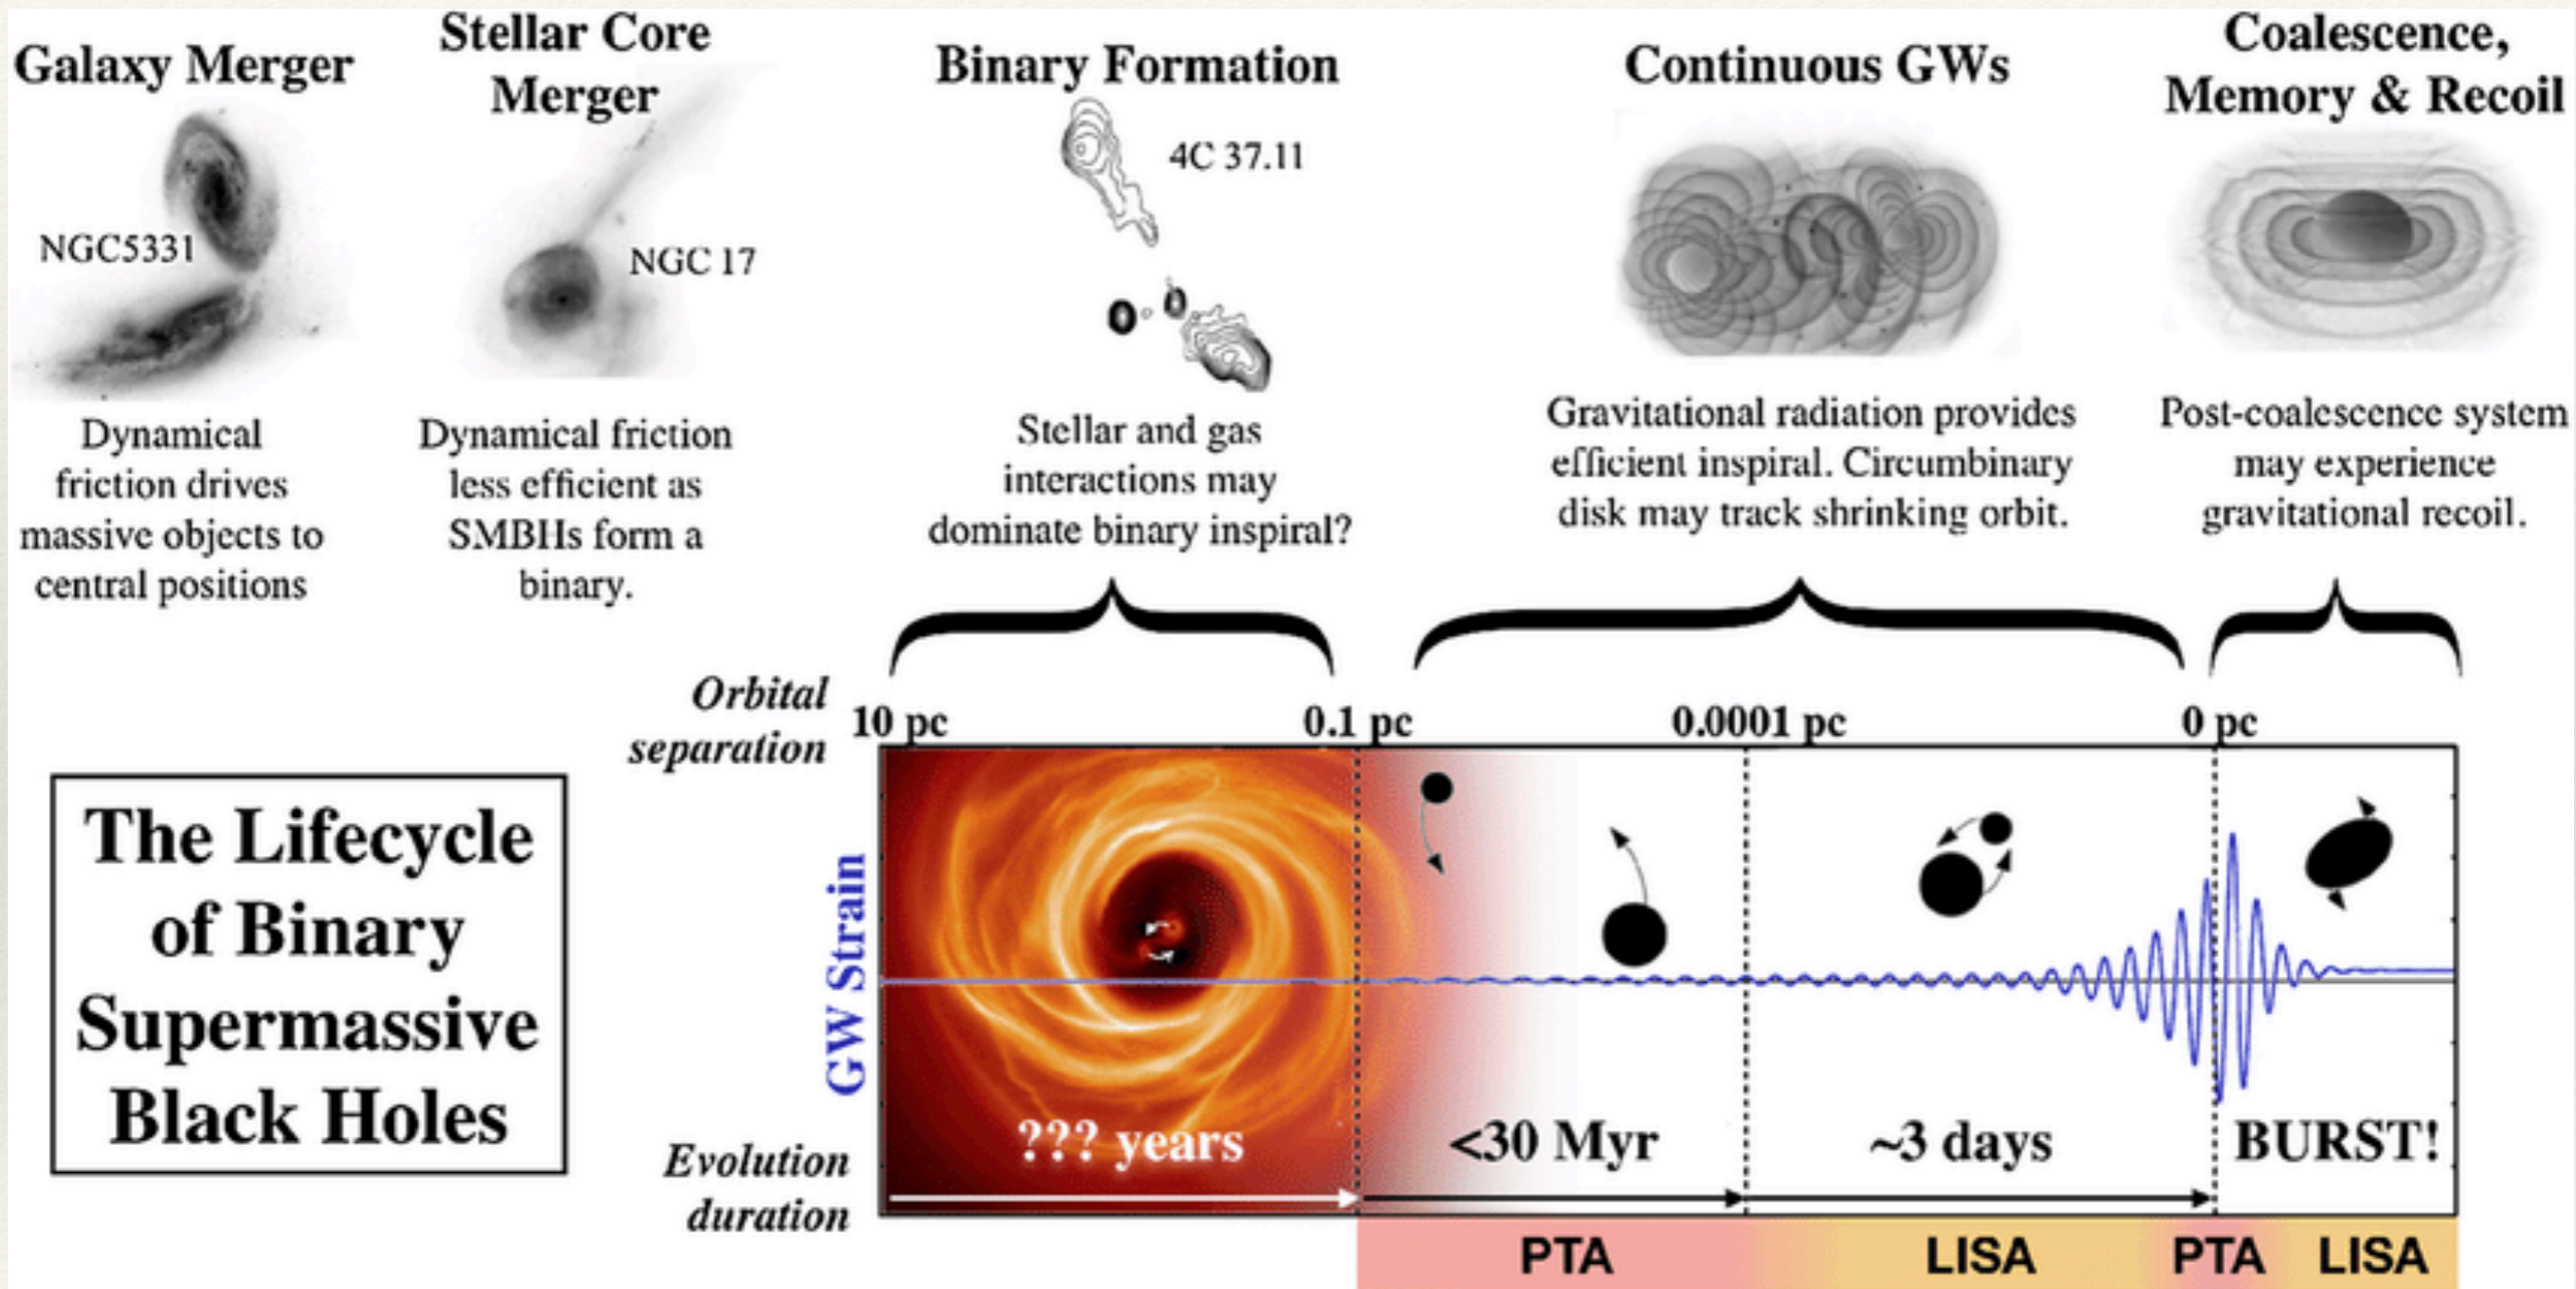 Galaxy Merger
NGC5331
Dynamical
friction drives
massive objects to
central positions
Stellar Core
Merger
NGC 17
Dynamical friction
less efficient as
SMBHs form a
binary.
Binary Formation
4C 37.11
Stellar and gas
interactions may
dominate binary inspiral?
Continuous GWs
Gravitational radiation provides
efficient inspiral. Circumbinary
disk may track shrinking orbit.
Coalescence,
Memory & Recoil
Post-coalescence system
may experience
gravitational recoil.
The Lifecycle
of Binary
Supermassive
Black Holes
Orbital
separation
10 pc
0.1 pc
0.0001 pc
0 pc
GW Strain
Evolution
duration
??? years
<30 Myr
~3 days
BURST!
PTA
LISA
PTA
LISA